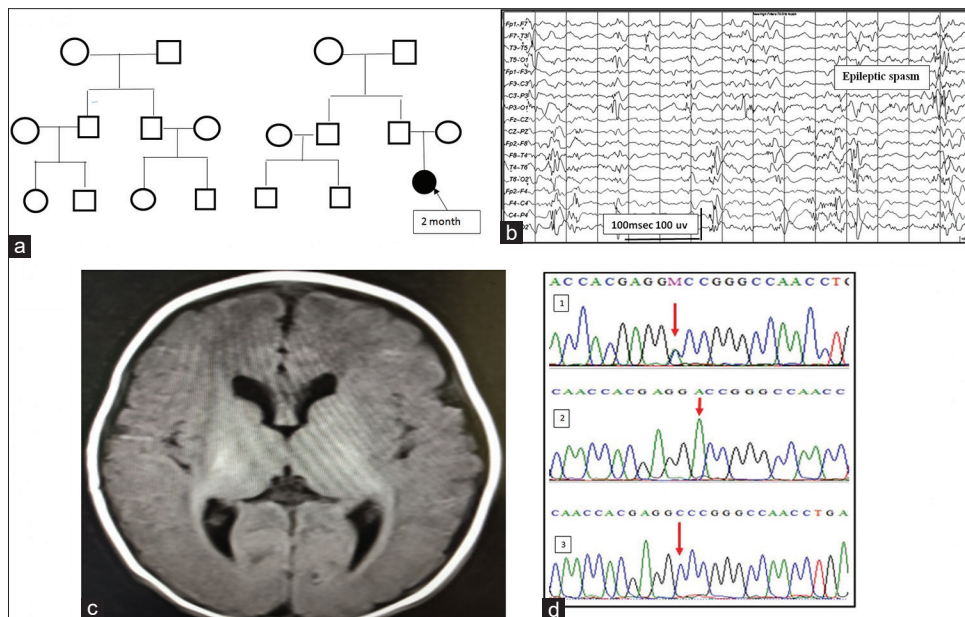 2 month
a
Fp1-F7
F7-T3
T3-T5
T5-O1
Fp1-F3
F3-C3
C3-P3
P3-O1
Fz-CZ
CZ-PZ
Fp2-F8
F8-T4
T4-T6
T6-O2
Fp2-F4
F4-C4
C4-P4
Epileptic spasm
100msec 100 uv
b
c
ACCACGAGGMCCGGGCCAACCTG
1
CAACCACGAGGACCGGGCCAACC
2
CAACCACGAGGCCCGGGCCAACCTGA
3
d